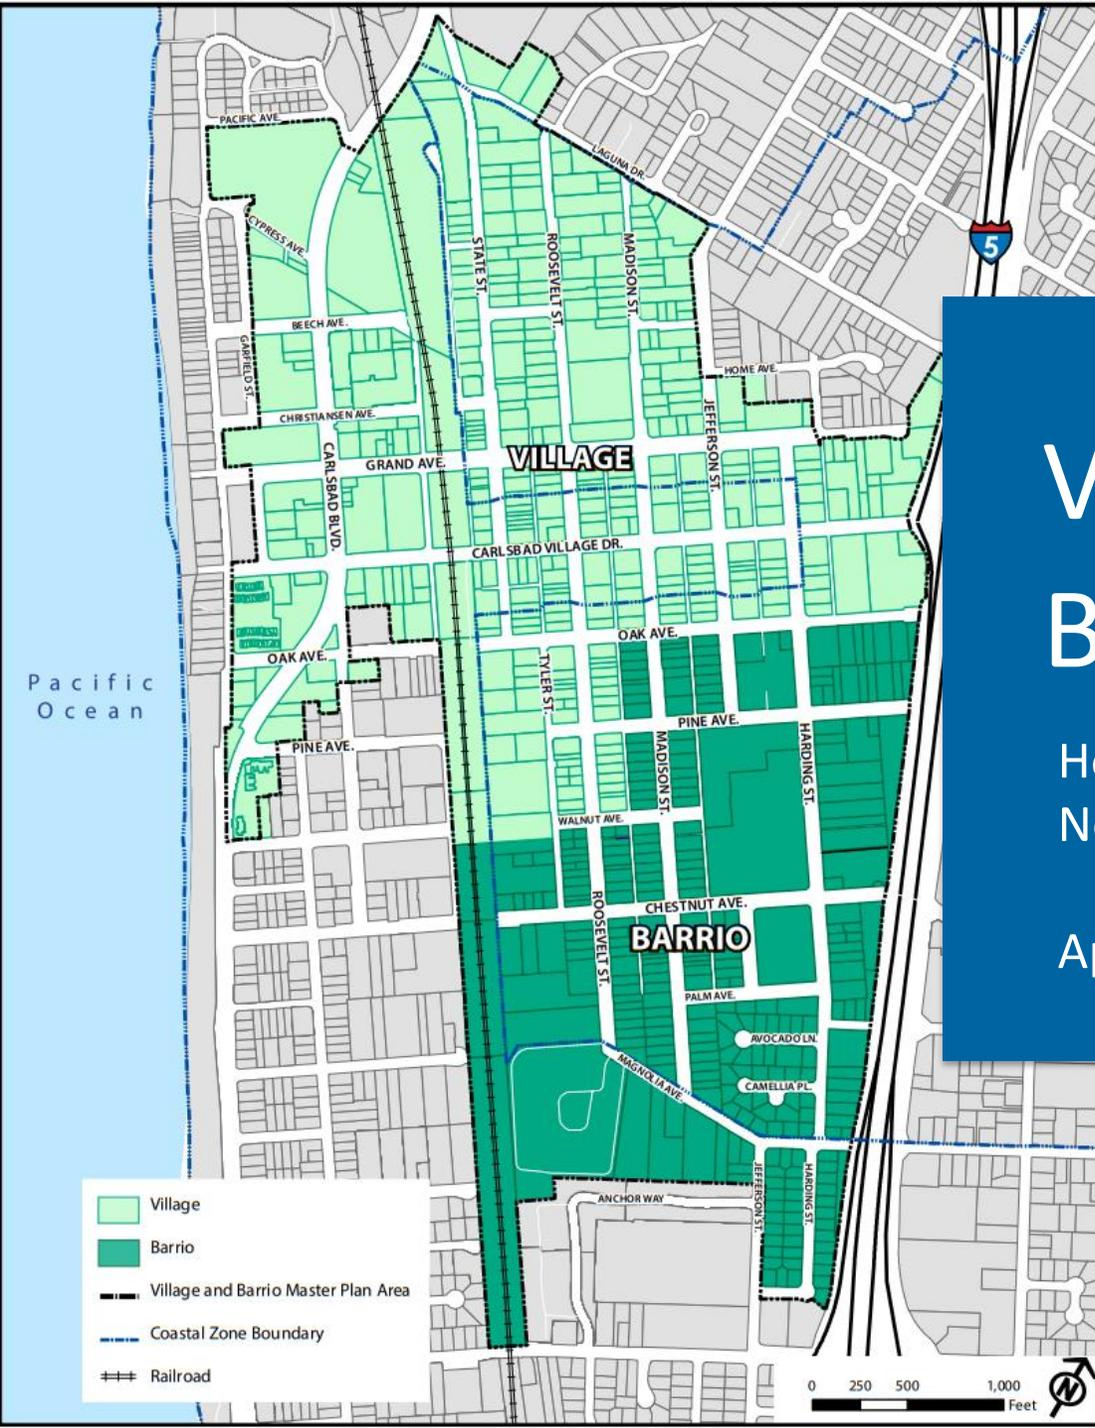 PACIFIC AVE.
LAGUNA DR.
CYPRESS AVE.
STATE ST.
ROOSEVELT ST.
MADISON ST.
5
BEECH AVE.
GARFIELD ST.
HOME AVE.
CHRISTIANSEN AVE.
JEFFERSON ST.
CARLSBAD BLVD.
GRAND AVE.
VILLAGE
CARLSBAD VILLAGE DR.
OAK AVE.
OAK AVE.
TYLER ST.
Pacific
Ocean
PINE AVE.
PINE AVE.
MADISON ST.
HARDING ST.
WALNUT AVE.
ROOSEVELT ST.
CHESTNUT AVE.
BARRIO
PALM AVE.
AVOCADO LN.
MAGNOLIA AVE.
CAMELLIA PL.
JEFFERSON ST.
HARDING ST.
ANCHOR WAY
Village
Barrio
Village and Barrio Master Plan Area
Coastal Zone Boundary
Railroad
0 250 500 1,000
Feet
N
V
B